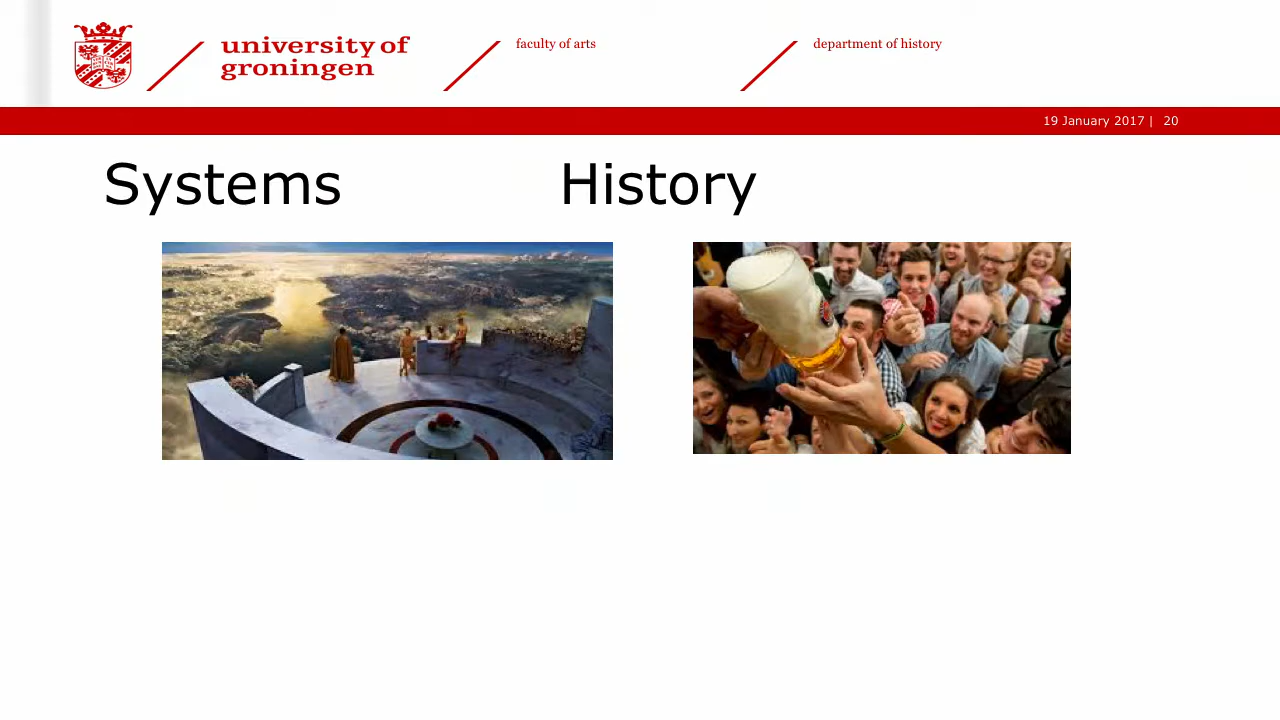 university of
groningen
faculty of arts
department of history
19 January 2017 | 20
Systems History